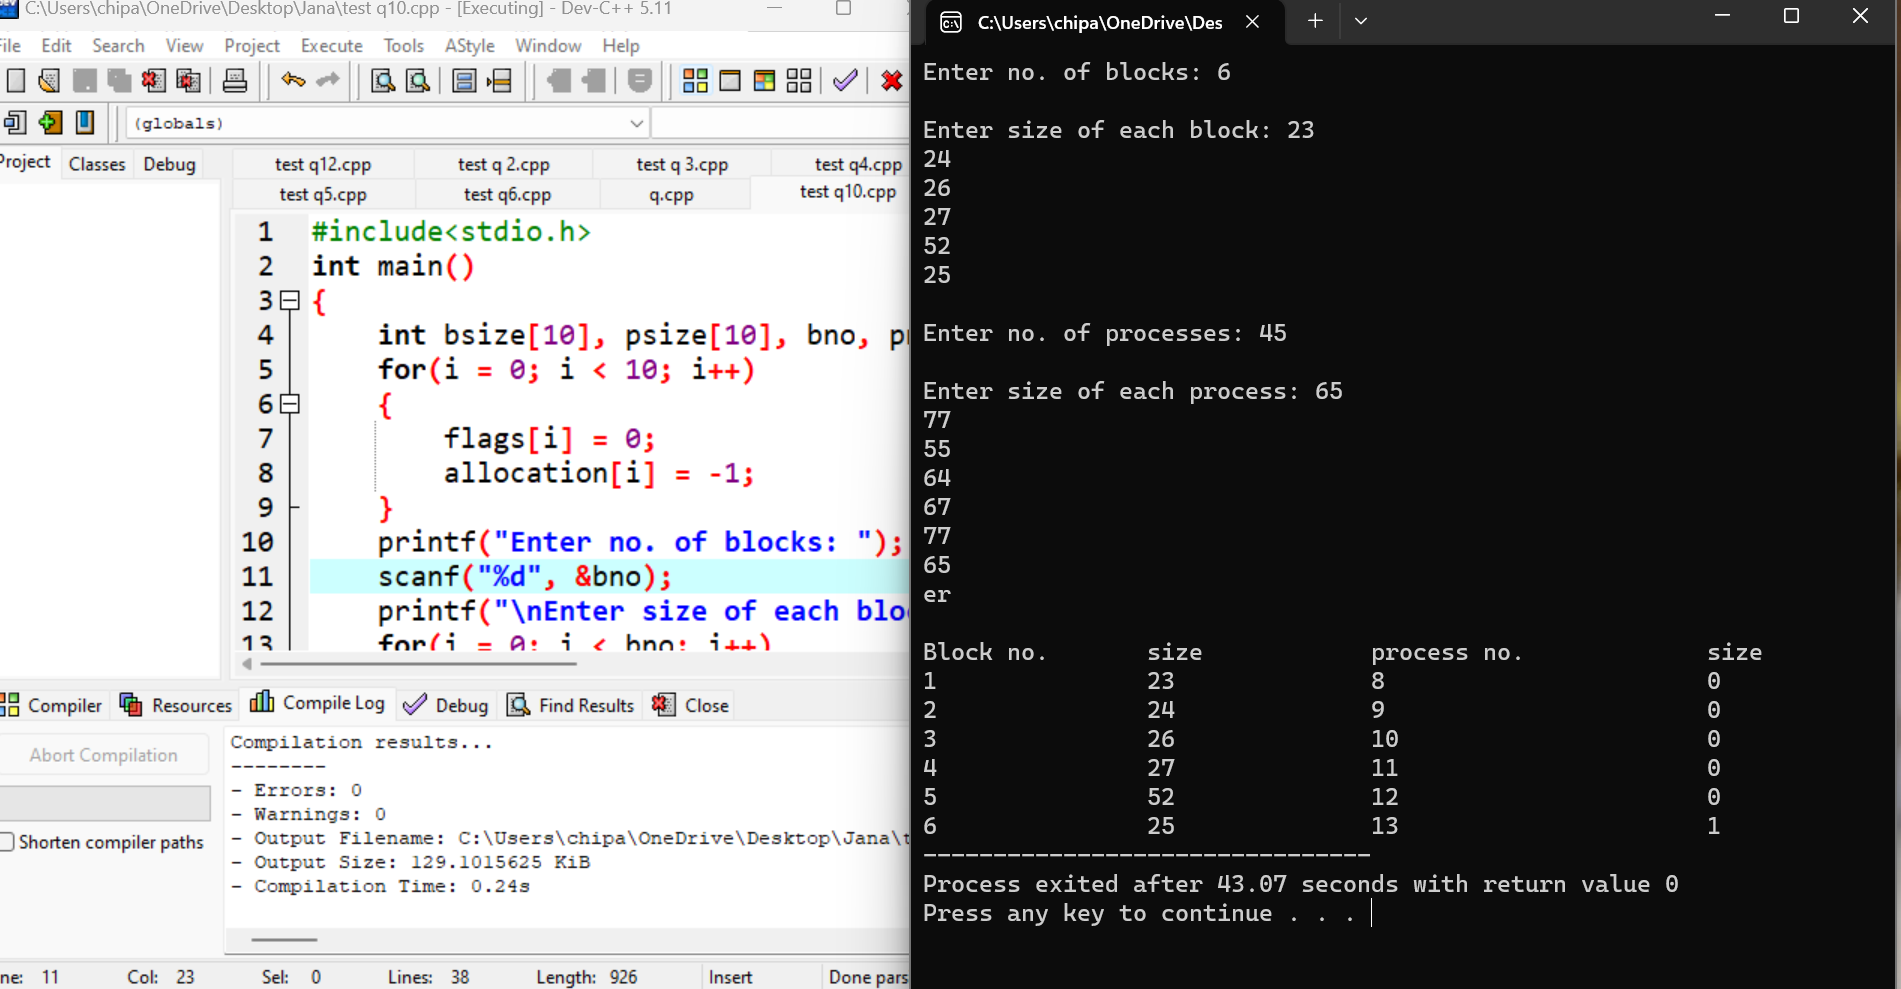 C:\Users\chipa\OneDrive\Desktop\Jana\test q10.cpp - [Executing] - Dev-C++ 5.11
File Edit Search View Project Execute Tools AStyle Window Help
(globals)
Project Classes Debug
test q12.cpp test q 2.cpp test q 3.cpp test q4.cpp
test q5.cpp test q6.cpp q.cpp test q10.cpp
1 #include<stdio.h>
2 int main()
3 {
4 int bsize[10], psize[10], bno, p
5 for(i = 0; i < 10; i++)
6 {
7 flags[i] = 0;
8 allocation[i] = -1;
9 }
10 printf("Enter no. of blocks: ");
11 scanf("%d", &bno);
12 printf("\nEnter size of each blo
13 for(i = 0; i < bno; i++)
Compiler Resources Compile Log Debug Find Results Close
Abort Compilation
Shorten compiler paths
Compilation results...
--------
- Errors: 0
- Warnings: 0
- Output Filename: C:\Users\chipa\OneDrive\Desktop\Jana\t
- Output Size: 129.1015625 KiB
- Compilation Time: 0.24s
ne: 11 Col: 23 Sel: 0 Lines: 38 Length: 926 Insert Done pars
C:\Users\chipa\OneDrive\Des
Enter no. of blocks: 6
Enter size of each block: 23
24
26
27
52
25
Enter no. of processes: 45
Enter size of each process: 65
77
55
64
67
77
65
er
Block no. size process no. size
1 23 8 0
2 24 9 0
3 26 10 0
4 27 11 0
5 52 12 0
6 25 13 1
--------------------------------
Process exited after 43.07 seconds with return value 0
Press any key to continue . . .